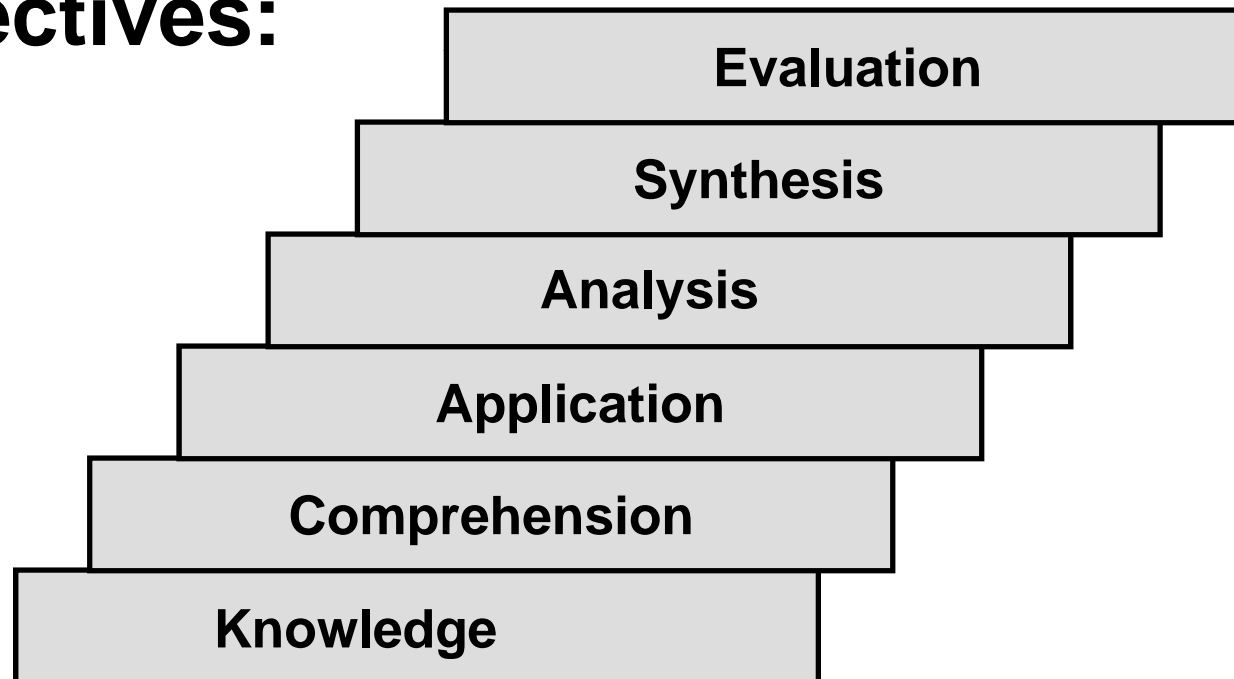 ectives:
Evaluation
Synthesis
Analysis
Application
Comprehension
Knowledge